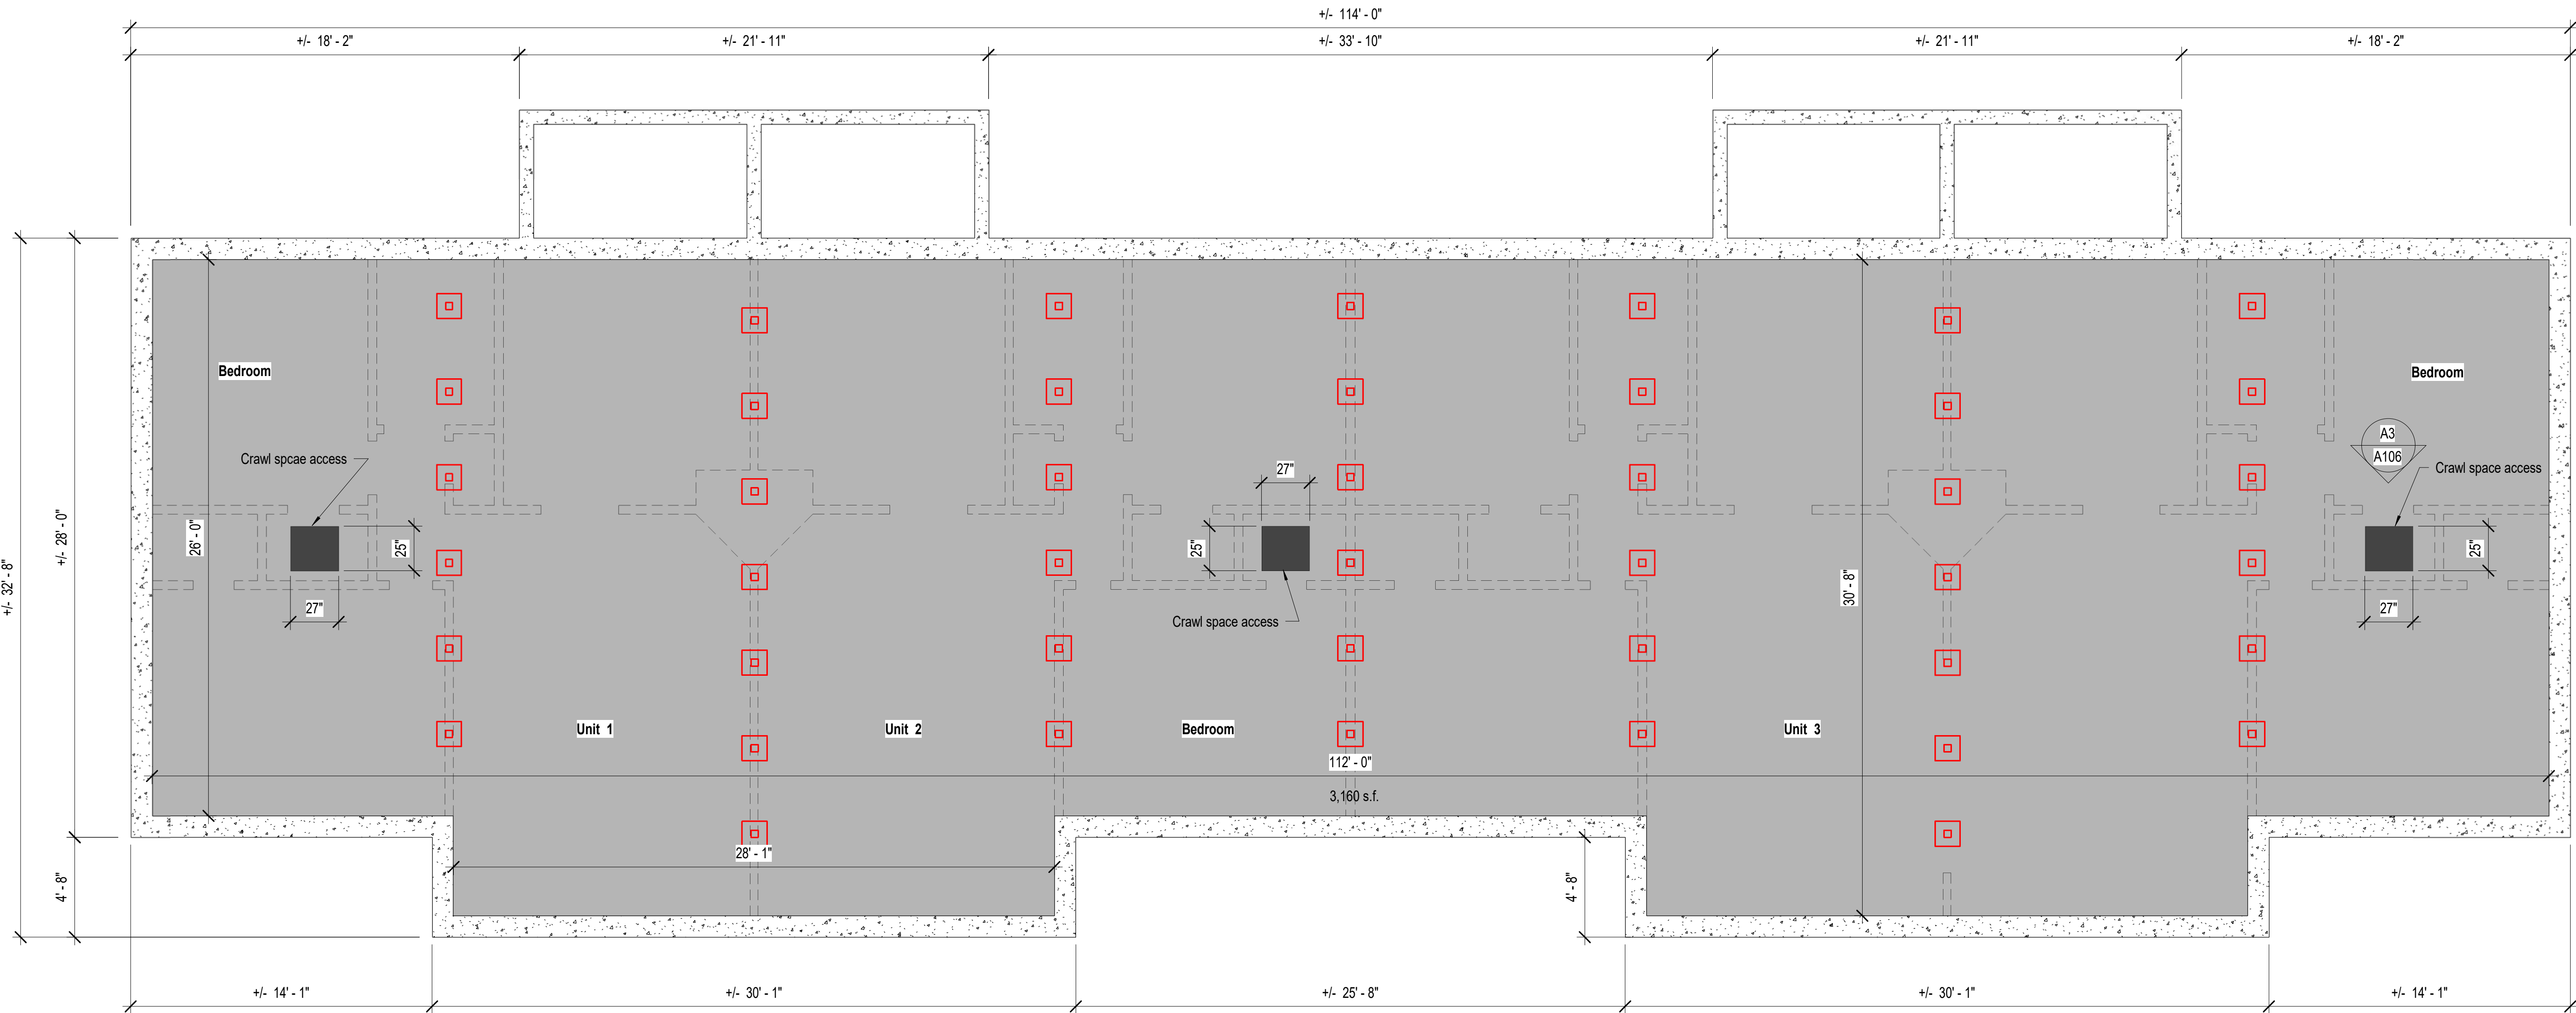 +/- 114' - 0"
+/- 18' - 2"
+/- 21' - 11"
+/- 33' - 10"
+/- 21' - 11"
+/- 18' - 2"
Bedroom
Bedroom
A3
A106
Crawl spcae access
27"
Crawl space access
+/- 32' - 8"
+/- 28' - 0"
26' - 0"
25"
25"
25"
30' - 8"
27"
27"
Crawl space access
Unit 1
Unit 2
Bedroom
Unit 3
112' - 0"
3,160 s.f.
28' - 1"
4' - 8"
4' - 8"
+/- 14' - 1"
+/- 30' - 1"
+/- 25' - 8"
+/- 30' - 1"
+/- 14' - 1"